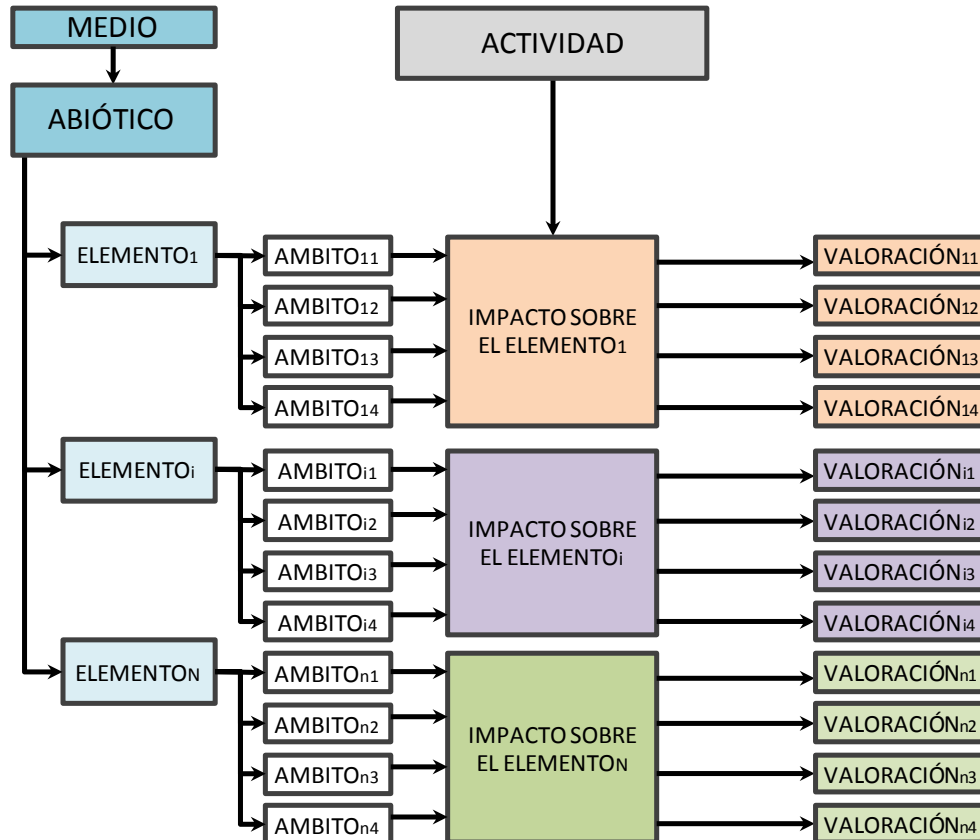 MEDIO
ACTIVIDAD
ABIÓTICO
ELEMENTO1
AMBITO11
AMBITO12
AMBITO13
AMBITO14
IMPACTO SOBRE
EL ELEMENTO1
VALORACIÓN11
VALORACIÓN12
VALORACIÓN13
VALORACIÓN14
ELEMENTOi
AMBITOi1
AMBITOi2
AMBITOi3
AMBITOi4
IMPACTO SOBRE
EL ELEMENTOi
VALORACIÓNi1
VALORACIÓNi2
VALORACIÓNi3
VALORACIÓNi4
ELEMENTON
AMBITOn1
AMBITOn2
AMBITOn3
AMBITOn4
IMPACTO SOBRE
EL ELEMENTON
VALORACIÓNn1
VALORACIÓNn2
VALORACIÓNn3
VALORACIÓNn4